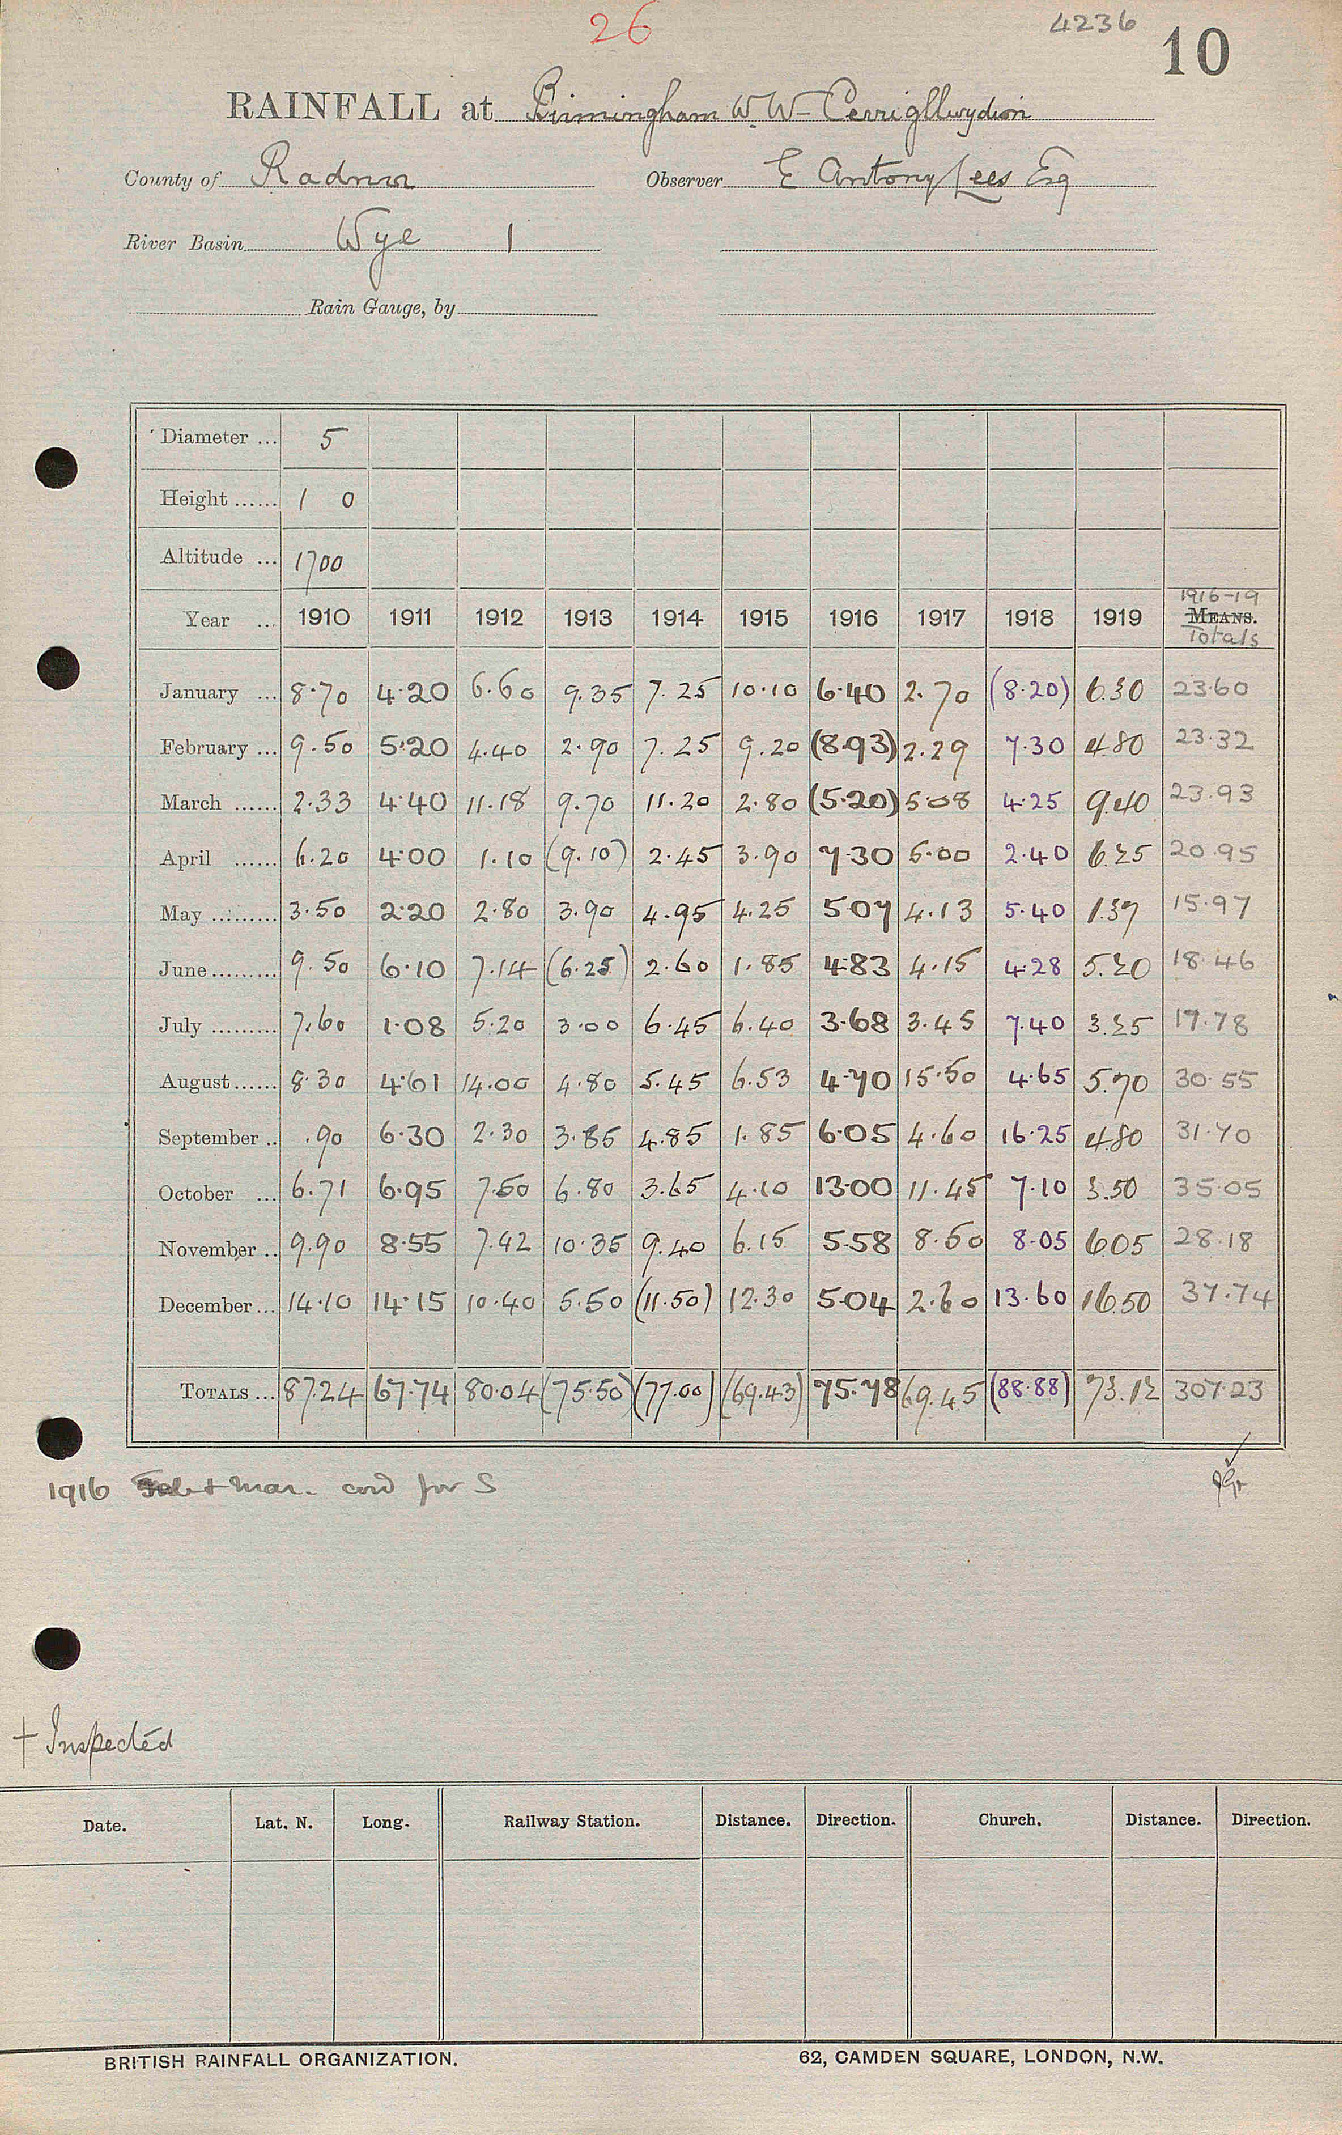 26
4236
10
RAINFALL at Birmingham W.W. Cerrigllwydion
County of Radnor Observer E Antony Lees Esq
River Basin Wye 1
Rain Gauge, by
Diameter ... 5
Height ...... 1 0
Altitude ... 1700
1916-19
Year ... 1910 1911 1912 1913 1914 1915 1916 1917 1918 1919 MEANS.
Totals
January ... 8.70 4.20 6.60 9.35 7.25 10.10 6.40 2.70 (8.20) 6.30 23.60
February ... 9.50 5.20 4.40 2.90 7.25 9.20 (8.93) 2.29 7.30 4.80 23.32
March ...... 2.33 4.40 11.18 9.70 11.20 2.80 (5.20) 5.08 4.25 9.40 23.93
April ...... 6.20 4.00 1.10 (9.10) 2.45 3.90 7.30 5.00 2.40 6.25 20.95
May ......... 3.50 2.20 2.80 3.90 4.95 4.25 5.07 4.13 5.40 1.37 15.97
June ......... 9.50 6.10 7.14 (6.25) 2.60 1.85 4.83 4.15 4.28 5.20 18.46
July ......... 7.60 1.08 5.20 3.00 6.45 6.40 3.68 3.45 7.40 3.25 17.78
August ...... 8.30 4.61 14.00 4.80 5.45 6.53 4.70 15.50 4.65 5.70 30.55
September .. .90 6.30 2.30 3.85 4.85 1.85 6.05 4.60 16.25 4.80 31.70
October ... 6.71 6.95 7.50 6.80 3.65 4.10 13.00 11.45 7.10 3.50 35.05
November .. 9.90 8.55 7.42 10.35 9.40 6.15 5.58 8.50 8.05 6.05 28.18
December ... 14.10 14.15 10.40 5.50 (11.50) 12.30 5.04 2.60 13.60 16.50 37.74
TOTALS ... 87.24 67.74 80.04 (75.50) (77.00) (69.43) 75.78 69.45 (88.88) 73.12 307.23
1916 Feb + Mar. cord for S
+ Inspected
Date. Lat. N. Long. Railway Station. Distance. Direction. Church. Distance. Direction.
BRITISH RAINFALL ORGANIZATION. 62, CAMDEN SQUARE, LONDON, N.W.